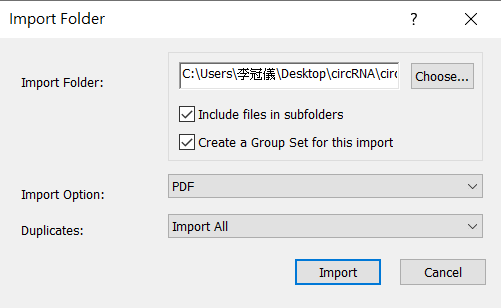 Import Folder
?
Import Folder:
C:\Users\李冠儀\Desktop\circRNA\circ
Choose...
Include files in subfolders
Create a Group Set for this import
Import Option:
PDF
Duplicates:
Import All
Import
Cancel